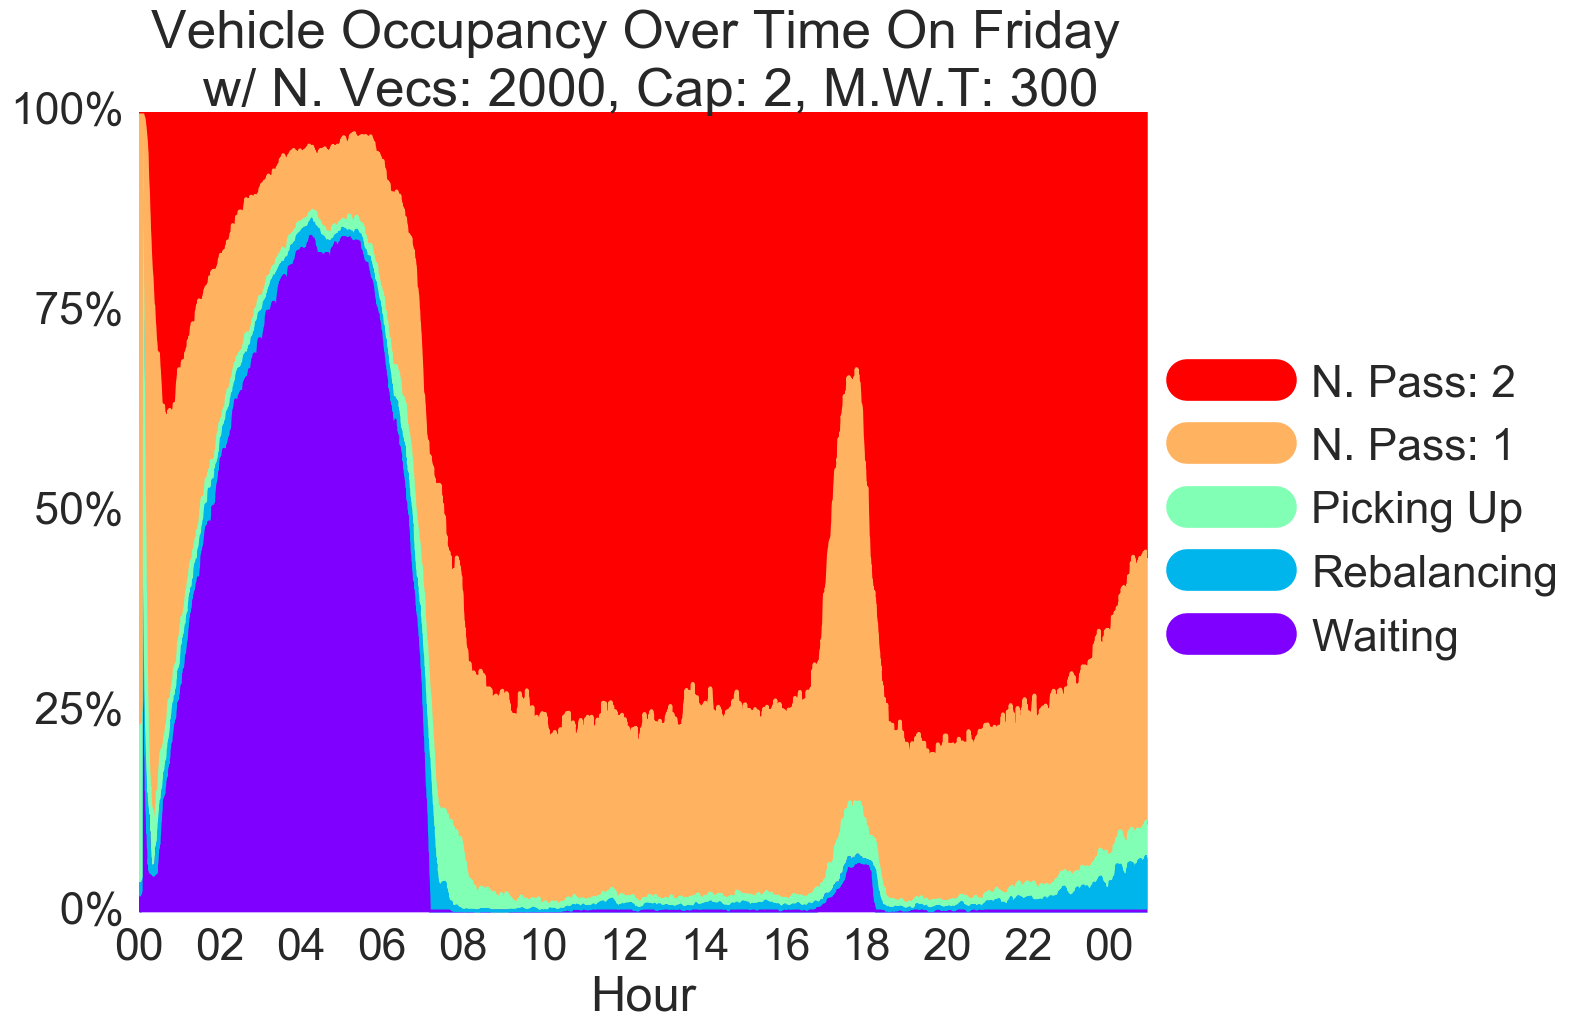 Vehicle Occupancy Over Time On Friday
w/ N. Vecs: 2000, Cap: 2, M.W.T: 300
100%
75%
50%
25%
0%
00 02 04 06 08 10 12 14 16 18 20 22 00
Hour
N. Pass: 2
N. Pass: 1
Picking Up
Rebalancing
Waiting